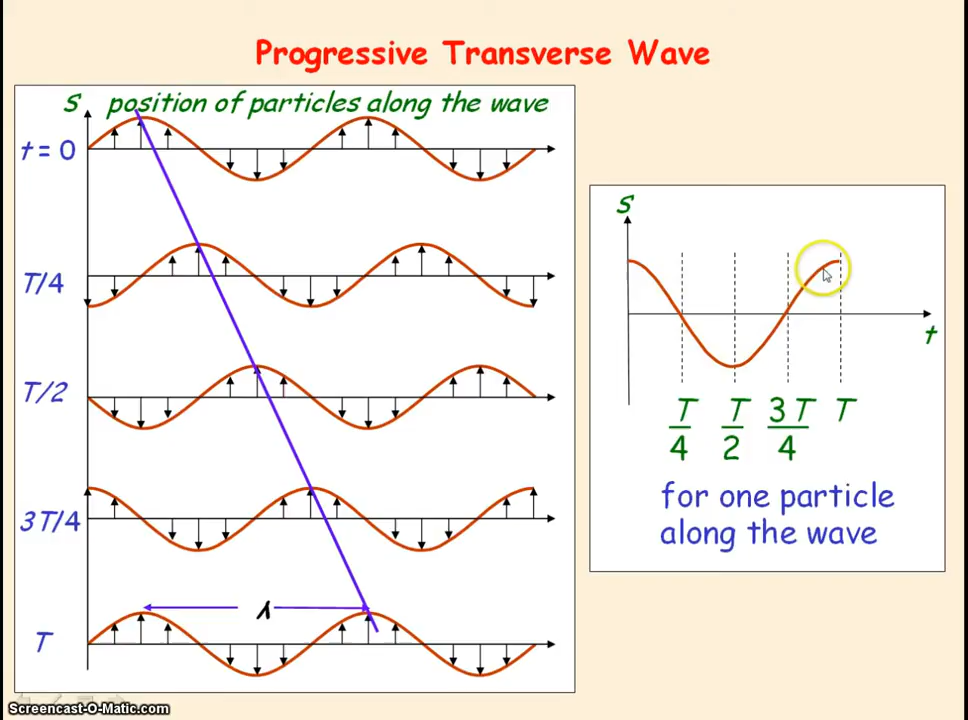 Progressive Transverse Wave
s position of particles along the wave
t = 0
T/4
T/2
3T/4
λ
T
s
t
T/4 T/2 3T/4 T
for one particle
along the wave
Screencast-O-Matic.com